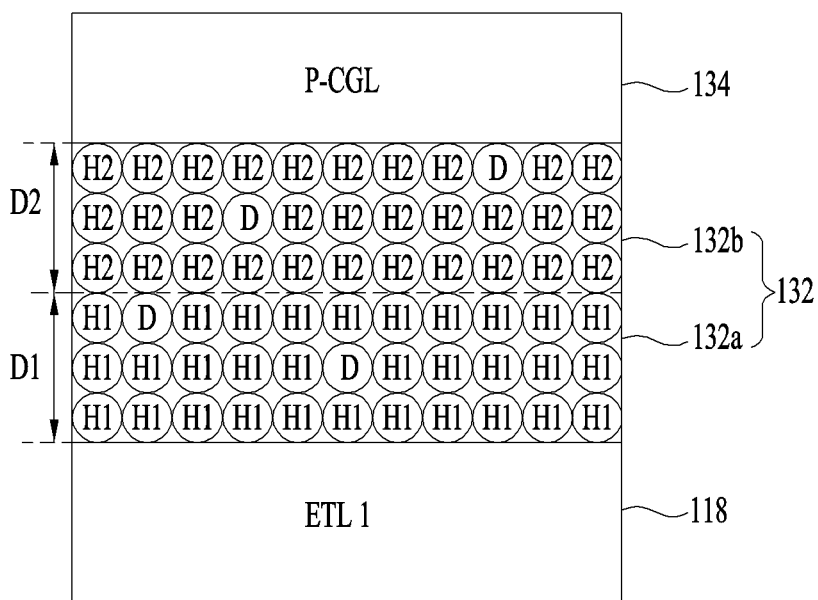 P-CGL
134
H2 H2 H2 H2 H2 H2 H2 H2 D H2 H2
D2
H2 H2 H2 D H2 H2 H2 H2 H2 H2 H2
132b
H2 H2 H2 H2 H2 H2 H2 H2 H2 H2 H2
132
H1 D H1 H1 H1 H1 H1 H1 H1 H1 H1
132a
D1
H1 H1 H1 H1 H1 D H1 H1 H1 H1 H1
H1 H1 H1 H1 H1 H1 H1 H1 H1 H1 H1
ETL 1
118